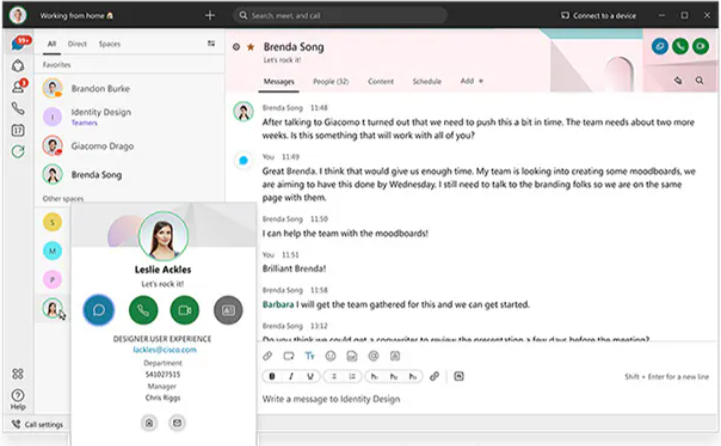 Working from home
Search, meet, and call
Connect to a device
99+
All Direct Spaces
Favorites
Brandon Burke
I
Identity Design
Teamers
Giacomo Drago
Brenda Song
Other spaces
S
M
P
17
Help
Call settings
Leslie Ackles
Let's rock it!
DESIGNER.USER EXPERIENCE
lackles@cisco.com
Department
541027515
Manager
Chris Riggs
Brenda Song
Let's rock it!
Messages People (32) Content Schedule Add +
Brenda Song 11:48
After talking to Giacomo t turned out that we need to push this a bit in time. The team needs about two more
weeks. Is this something that will work with all of you?
You 11:49
Great Brenda. I think that would give us enough time. My team is looking into creating some moodboards, we
are aiming to have this done by Wednesday. I still need to talk to the branding folks so we are on the same
page with them.
Brenda Song 11:50
I can help the team with the moodboards!
You 11:51
Brilliant Brenda!
Brenda Song 11:58
Barbara I will get the team gathered for this and we can get started.
Brenda Song 13:12
Do you think we could get a copywriter to review the presentation a few days before the meeting?
B I U
Shift + Enter for a new line
Write a message to Identity Design